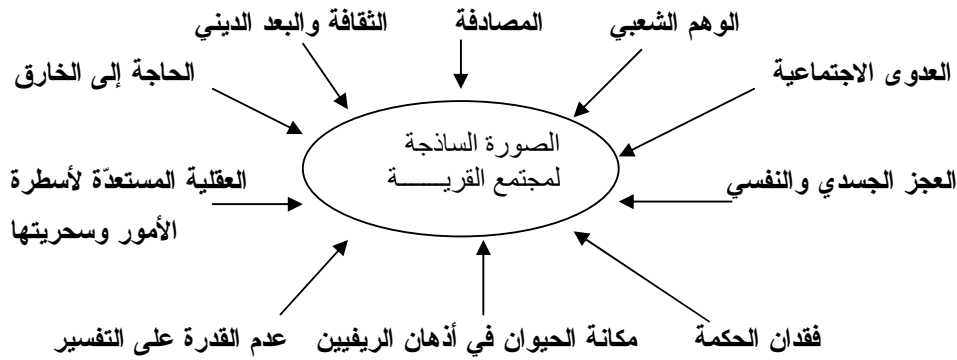 الثقافة والبعد الديني المصادفة الوهم الشعبي
الحاجة إلى الخارق
العدوى الاجتماعية
الصورة الساذجة
لمجتمع القريـــــة
العقلية المستعدّة لأسطرة
الأمور وسحريتها
العجز الجسدي والنفسي
عدم القدرة على التفسير مكانة الحيوان في أذهان الريفيين فقدان الحكمة